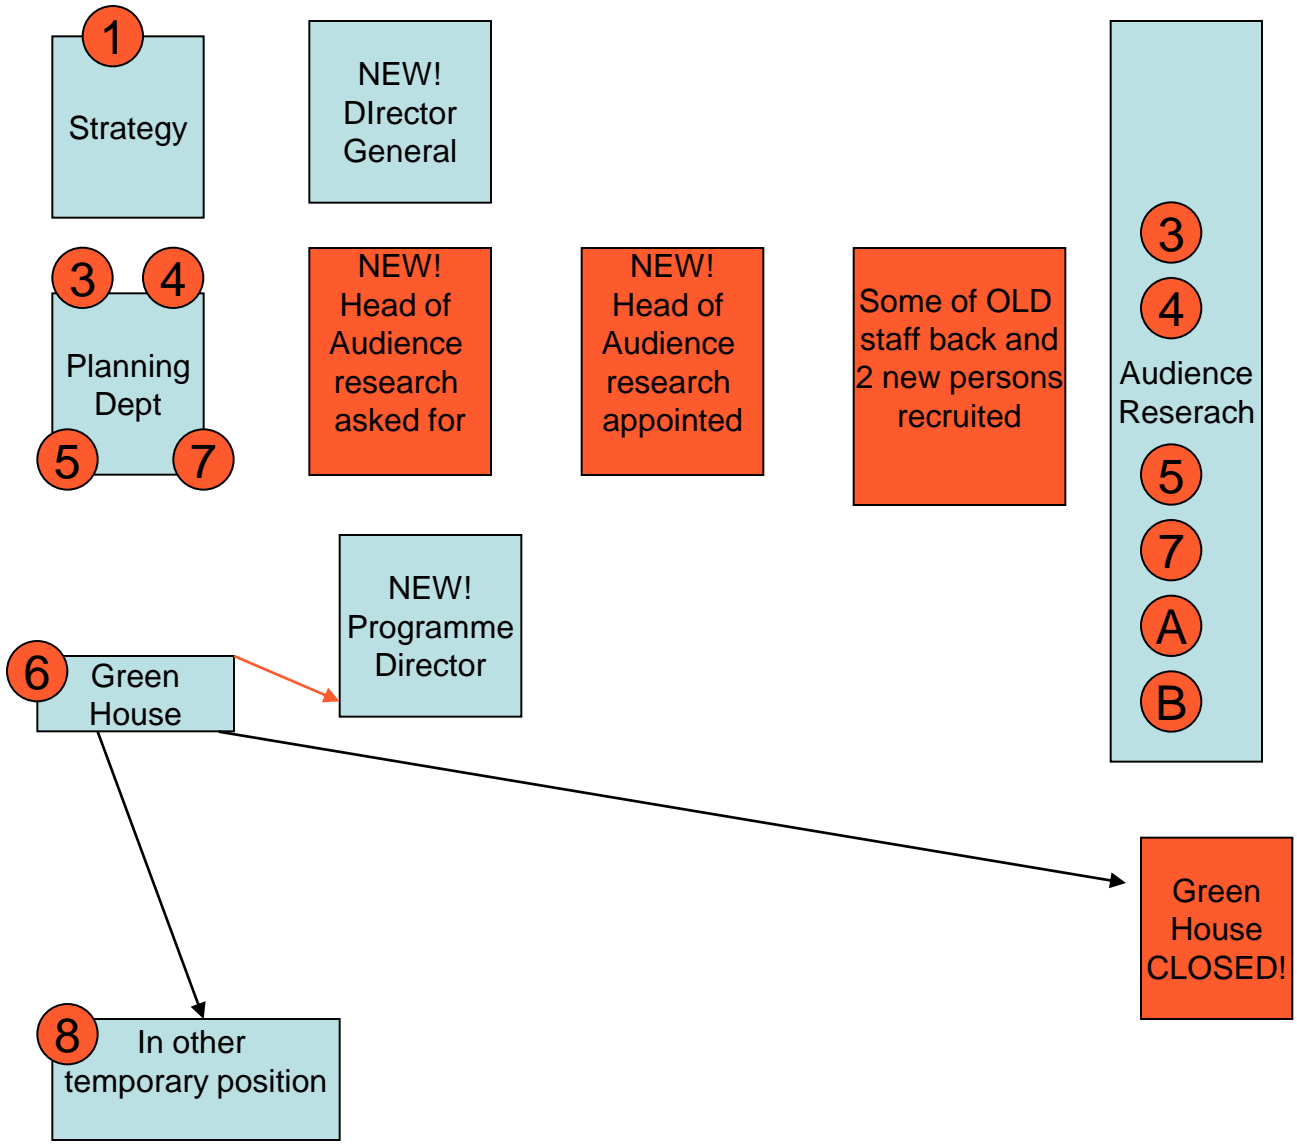 1
Strategy
NEW!
DIrector
General
3
4
Planning
Dept
5
7
NEW!
Head of
Audience
research
asked for
NEW!
Head of
Audience
research
appointed
Some of OLD
staff back and
2 new persons
recruited
3
4
Audience
Reserach
5
7
A
B
NEW!
Programme
Director
6
Green
House
Green
House
CLOSED!
8
In other
temporary position